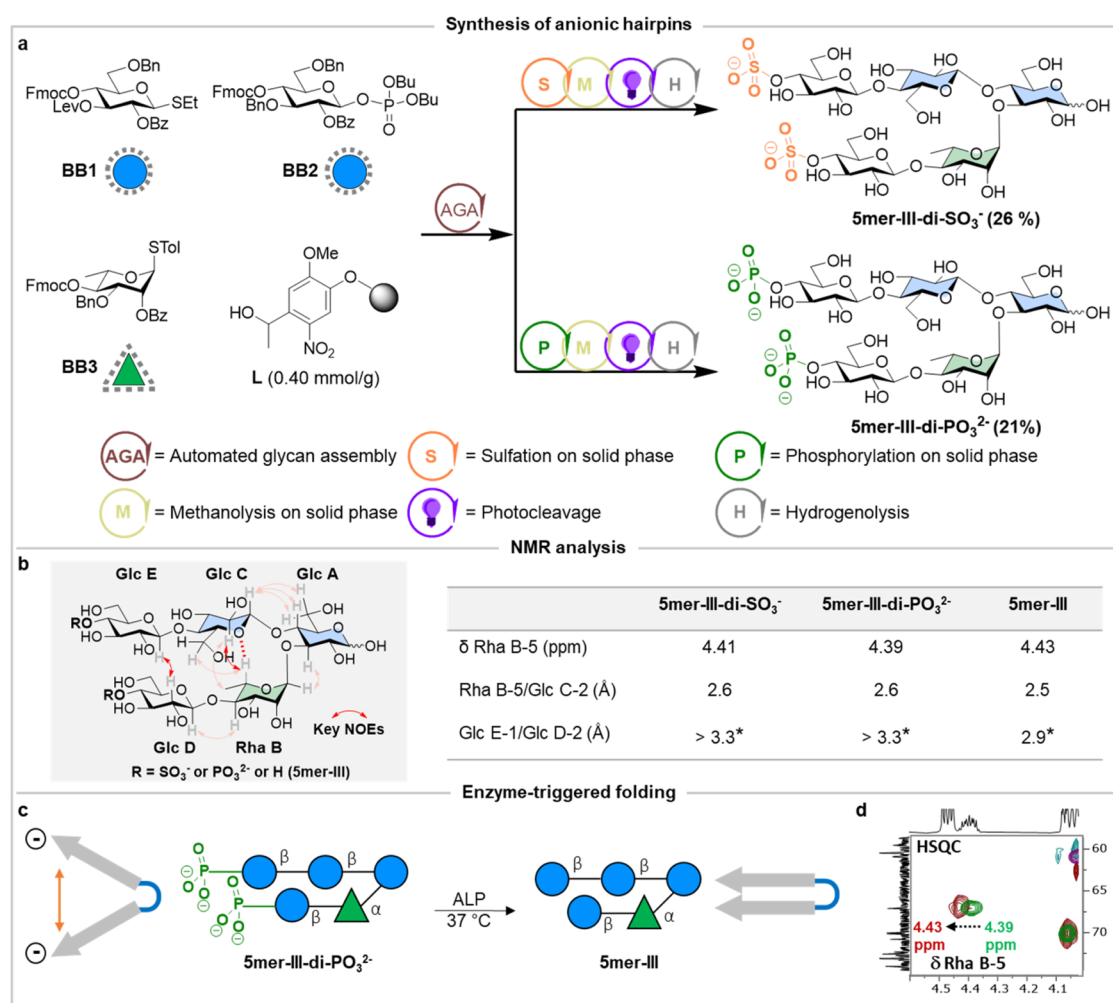 Synthesis of anionic hairpins
a
OBn
FmocO
LevO
O
SEt
OBz
BB1
OBn
FmocO
BnO
O
OBz
O
P
OBu
OBu
O
BB2
STol
FmocO
BnO
O
OBz
BB3
OMe
O
HO
NO2
L (0.40 mmol/g)
AGA
S M H
P M H
5mer-III-di-SO3- (26 %)
5mer-III-di-PO32- (21%)
AGA = Automated glycan assembly
S = Sulfation on solid phase
P = Phosphorylation on solid phase
M = Methanolysis on solid phase
= Photocleavage
H = Hydrogenolysis
NMR analysis
b
Glc E Glc C Glc A
Glc D Rha B
Key NOEs
R = SO3- or PO32- or H (5mer-III)
5mer-III-di-SO3- 5mer-III-di-PO32- 5mer-III
δ Rha B-5 (ppm) 4.41 4.39 4.43
Rha B-5/Glc C-2 (Å) 2.6 2.6 2.5
Glc E-1/Glc D-2 (Å) > 3.3* > 3.3* 2.9*
Enzyme-triggered folding
c
β β
β α
5mer-III-di-PO32-
ALP
37 °C
β β
β α
5mer-III
d
HSQC
60
65
70
75
4.43 ppm
4.39 ppm
δ Rha B-5
4.5 4.4 4.3 4.2 4.1